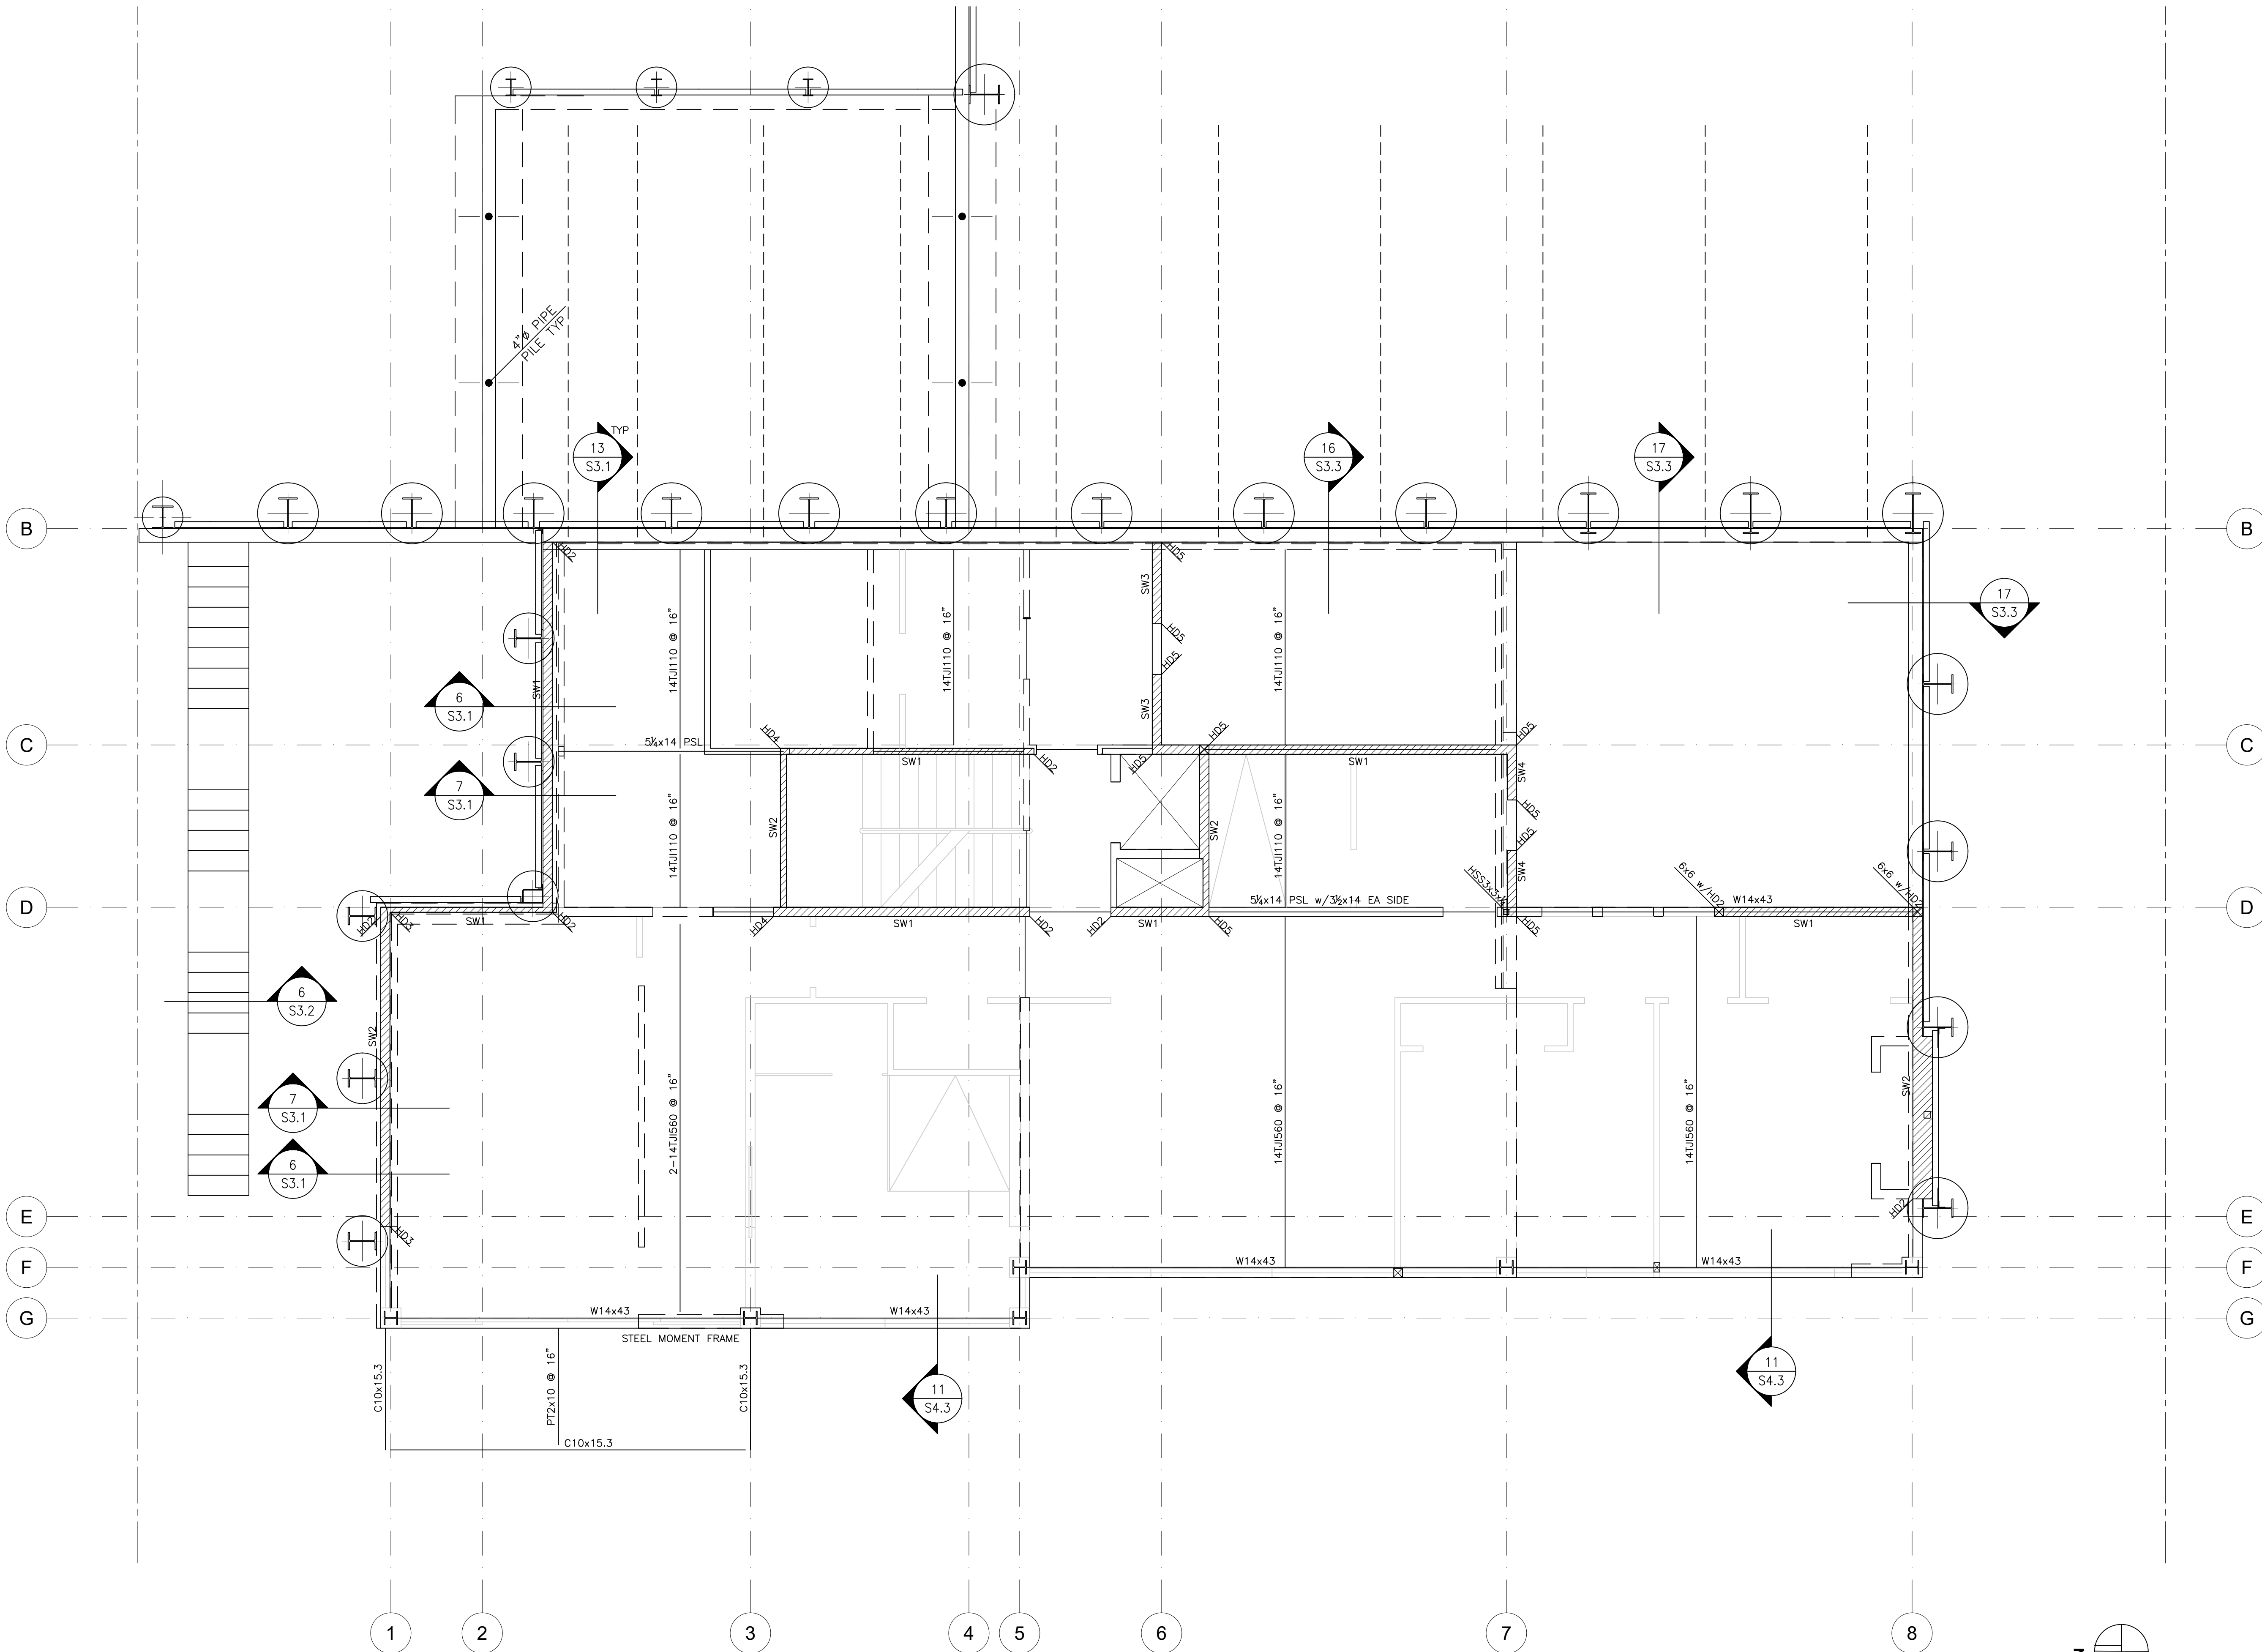 4"Ø PIPE
PILE TYP
TYP
13
S3.1
16
S3.3
17
S3.3
B
B
HD2
HD5
17
S3.3
SW3
14TJI110 @ 16"
14TJI110 @ 16"
14TJI110 @ 16"
HD5
HD5
SW1
6
S3.1
SW3
C
5¼x14 PSL
HD4
SW1
HD2
HD5
HD5
SW1
HD5
C
7
S3.1
SW4
HD5
14TJI110 @ 16"
SW2
SW2
14TJI110 @ 16"
HD5
SW4
D
HD2
HD3
SW1
HD2
HD4
SW1
HD2
HD2
SW1
HD5
5¼x14 PSL w/3½x14 EA SIDE
HSS3x3x
HD5
6x6 w/HD2
W14x43
SW1
6x6 w/HD2
D
6
S3.2
SW2
7
S3.1
6
S3.1
2-14TJI560 @ 16"
14TJI560 @ 16"
14TJI560 @ 16"
SW2
E
HD3
HD2
E
F
W14x43
W14x43
F
G
W14x43
W14x43
G
STEEL MOMENT FRAME
C10x15.3
PT2x10 @ 16"
C10x15.3
C10x15.3
11
S4.3
11
S4.3
1
2
3
4
5
6
7
8